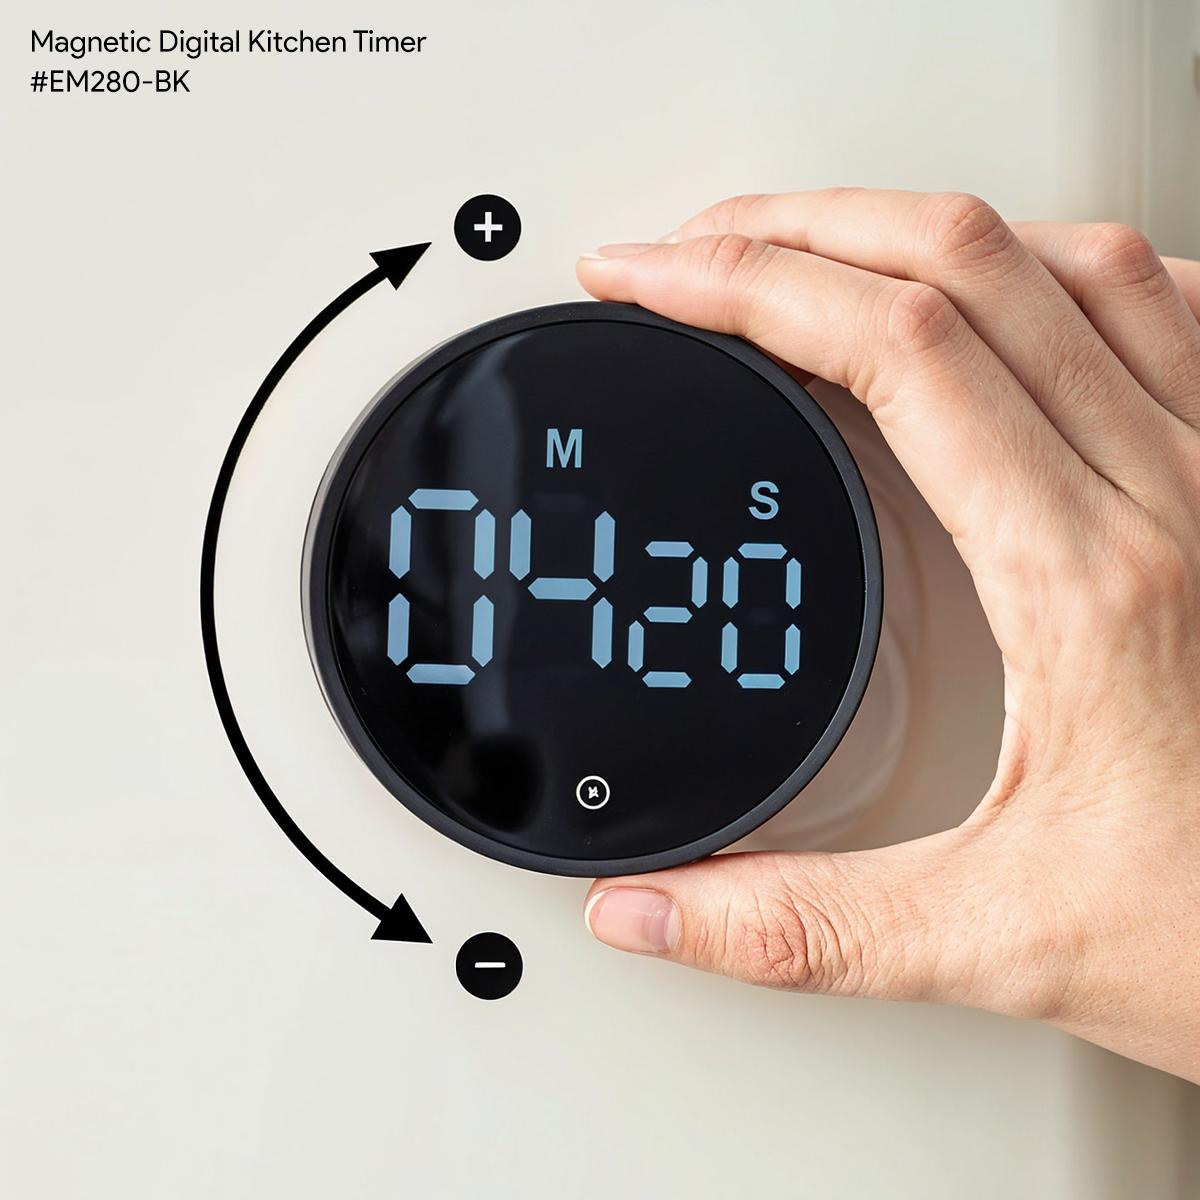 Magnetic Digital Kitchen Timer
#EM280-BK
+
M
S
04 20
−